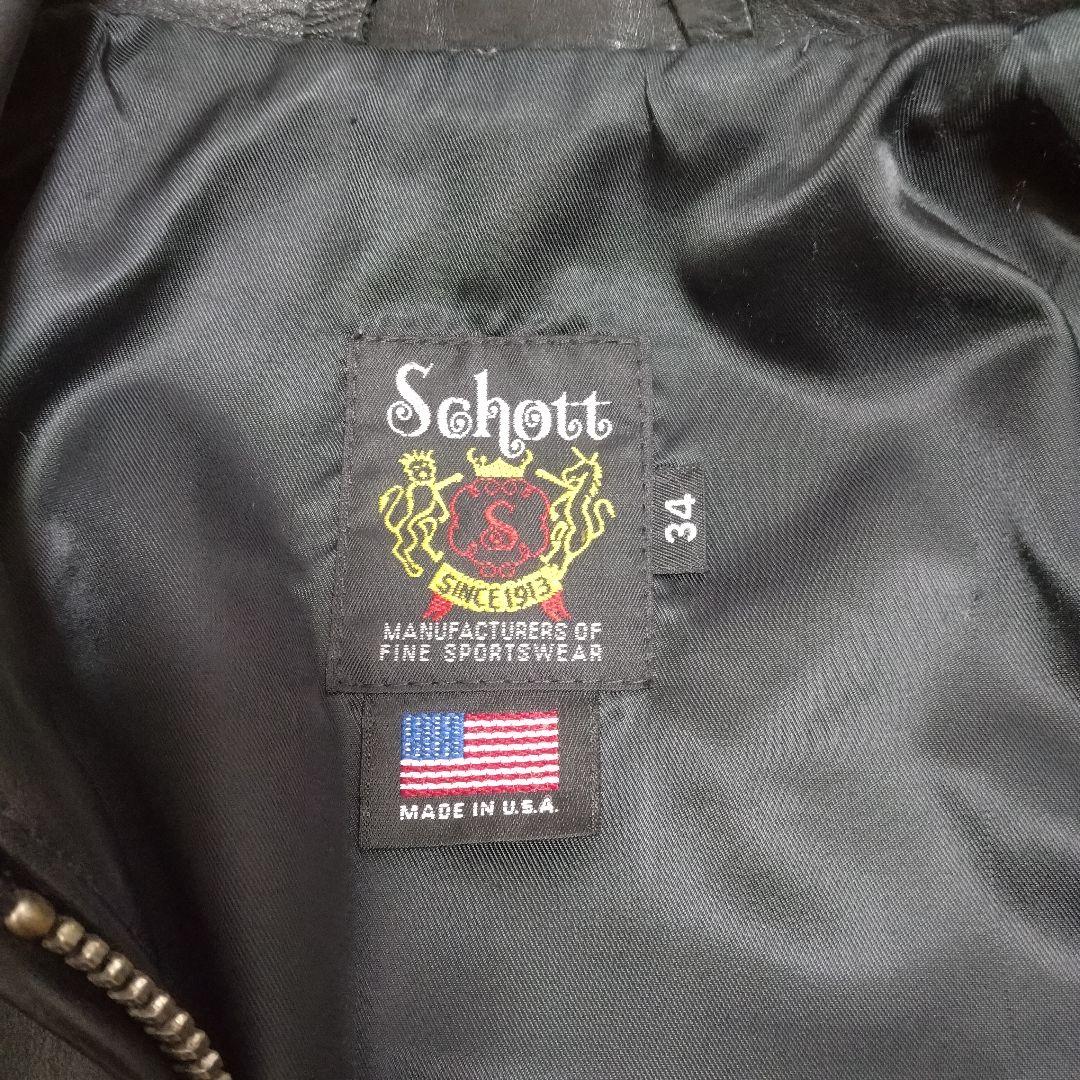 Schott
S
SINCE 1913
MANUFACTURERS OF
FINE SPORTSWEAR
34
MADE IN U.S.A.